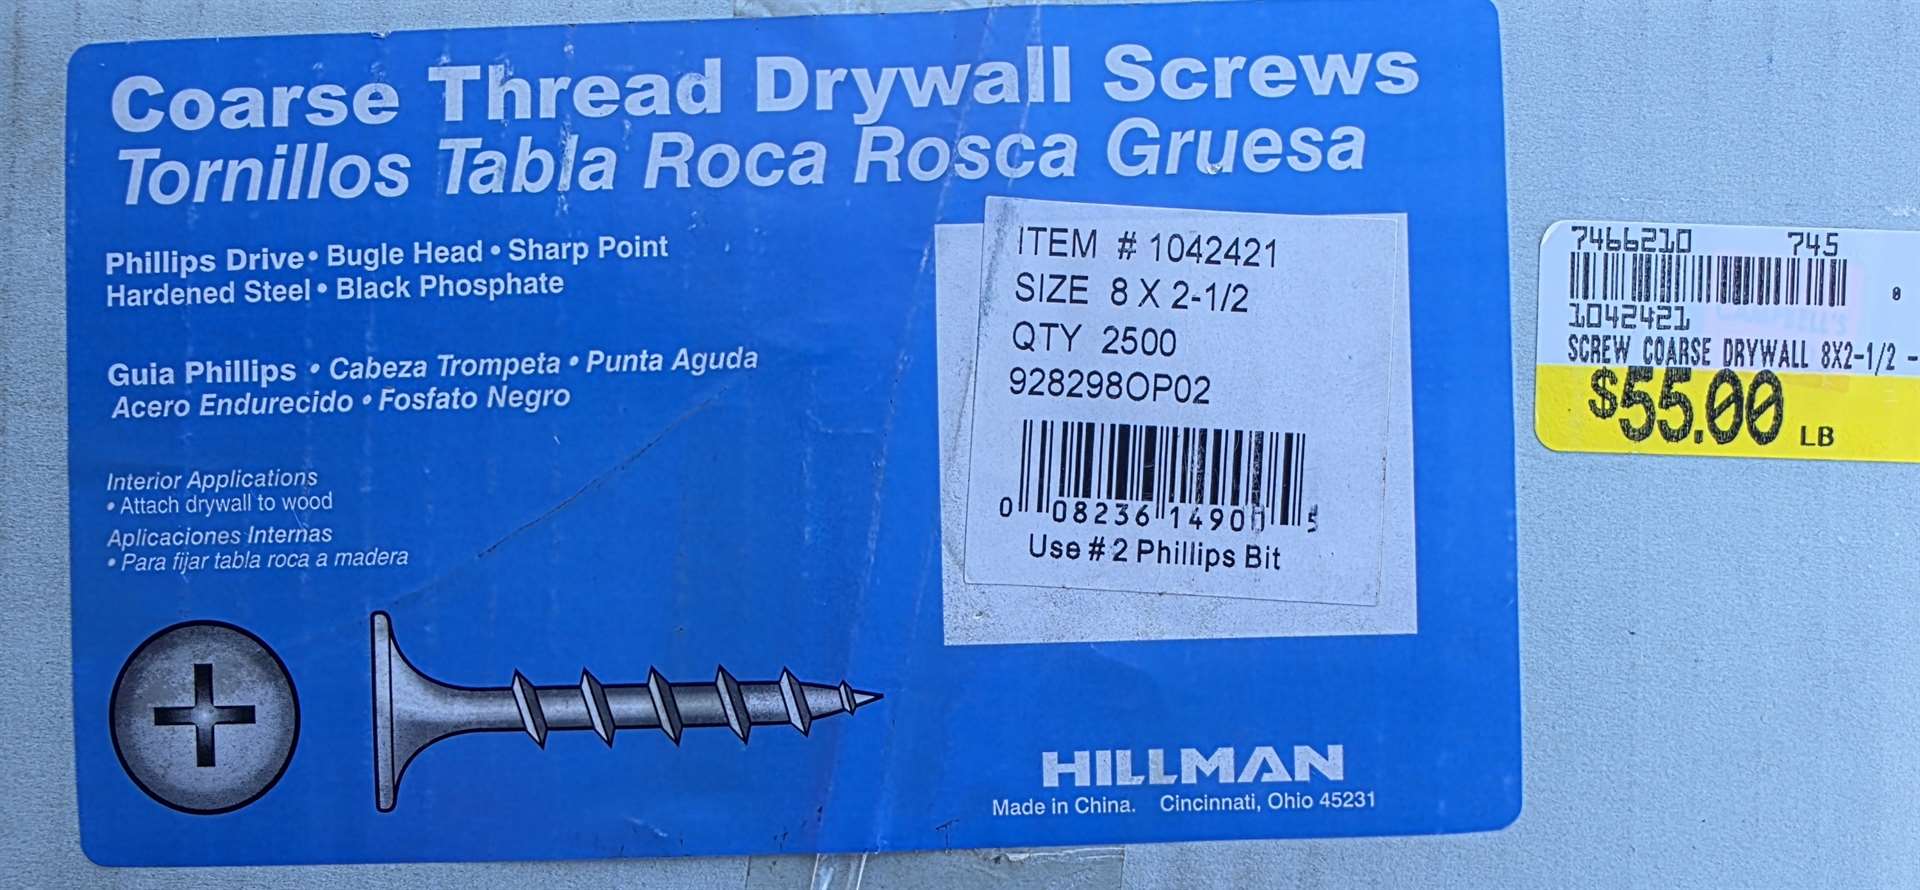 Coarse Thread Drywall Screws
Tornillos Tabla Roca Rosca Gruesa
Phillips Drive • Bugle Head • Sharp Point
Hardened Steel • Black Phosphate
Guia Phillips • Cabeza Trompeta • Punta Aguda
Acero Endurecido • Fosfato Negro
Interior Applications
• Attach drywall to wood
Aplicaciones Internas
• Para fijar tabla roca a madera
ITEM # 1042421
SIZE 8 X 2-1/2
QTY 2500
928298OP02
0 08236 14900 5
Use # 2 Phillips Bit
HILLMAN
Made in China. Cincinnati, Ohio 45231
7466210 745
0
1042421
SCREW COARSE DRYWALL 8X2-1/2 -
$55.00 LB